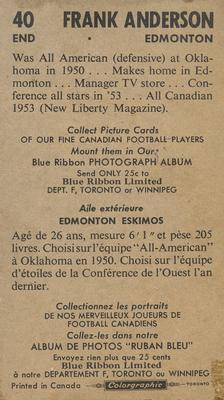 40 FRANK ANDERSON
END EDMONTON
Was All American (defensive) at Okla-
homa in 1950 . . . Makes home in Ed-
monton . . . Manager TV store . . . Con-
ference all stars in '53 . . . All Canadian
1953 (New Liberty Magazine).
Collect Picture Cards
OF OUR FINE CANADIAN FOOTBALL PLAYERS
Mount them in Our
Blue Ribbon PHOTOGRAPH ALBUM
Send ONLY 25c to
Blue Ribbon Limited
DEPT. F, TORONTO or WINNIPEG
Aile extérieure
EDMONTON ESKIMOS
Agé de 26 ans, mesure 6'1" et pèse 205
livres. Choisi sur l'équipe "All-American"
à Oklahoma en 1950. Choisi sur l'équipe
d'étoiles de la Conférence de l'Ouest l'an
dernier.
Collectionnez les portraits
DE NOS MERVEILLEUX JOUEURS DE
FOOTBALL CANADIENS
Collez-les dans notre
ALBUM DE PHOTOS "RUBAN BLEU"
Envoyez rien plus que 25 cents
Blue Ribbon Limited
à notre DEPARTEMENT F, TORONTO ou WINNIPEG
Printed in Canada Colorgraphic TORONTO